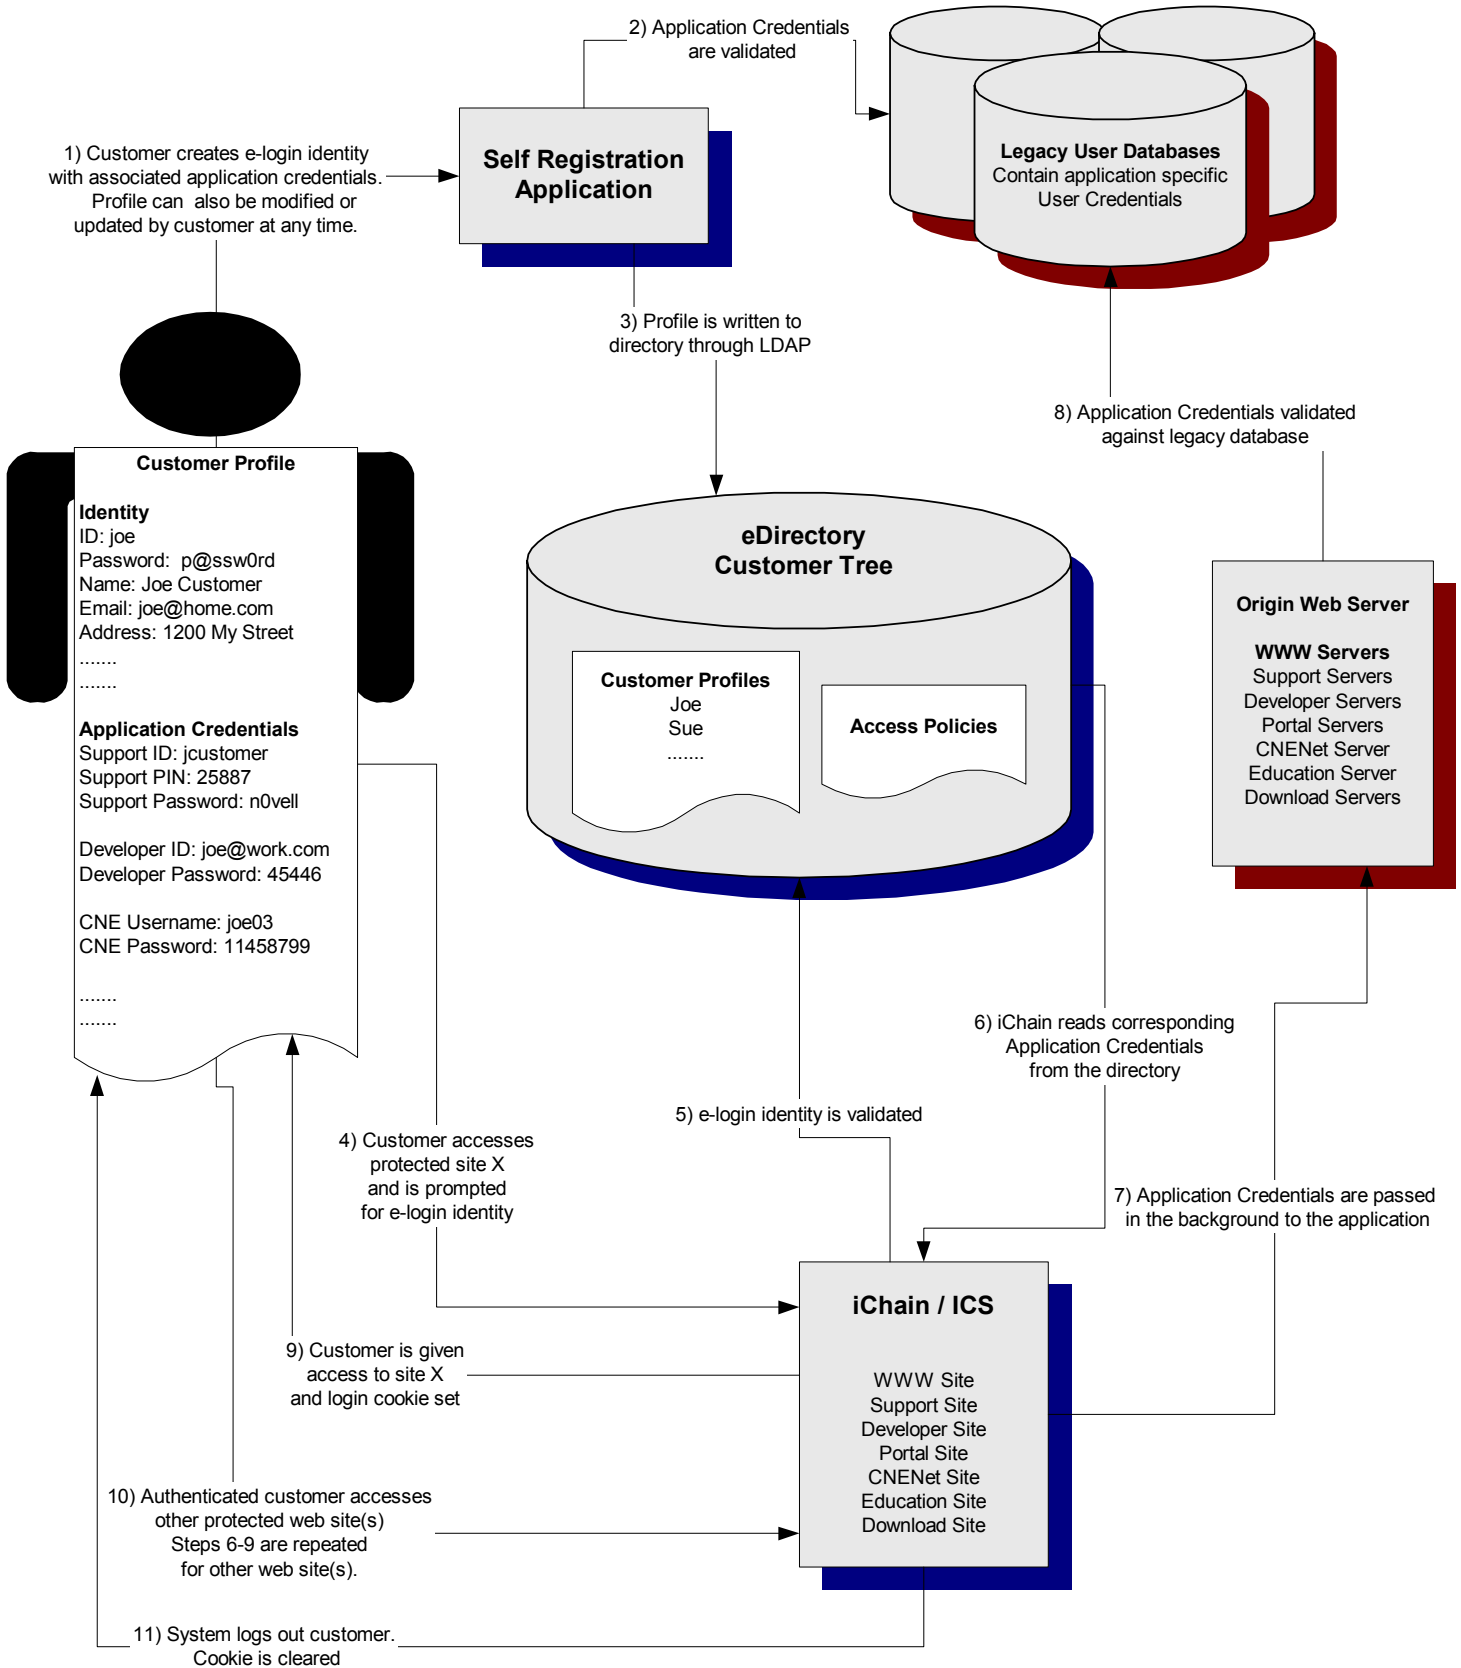 2) Application Credentials
are validated
1) Customer creates e-login identity
with associated application credentials.
Profile can also be modified or
updated by customer at any time.
Self Registration
Application
Legacy User Databases
Contain application specific
User Credentials
3) Profile is written to
directory through LDAP
8) Application Credentials validated
against legacy database
Customer Profile
Identity
ID: joe
Password: p@ssw0rd
Name: Joe Customer
Email: joe@home.com
Address: 1200 My Street
.......
.......
Application Credentials
Support ID: jcustomer
Support PIN: 25887
Support Password: n0vell
Developer ID: joe@work.com
Developer Password: 45446
CNE Username: joe03
CNE Password: 11458799
.......
.......
eDirectory
Customer Tree
Customer Profiles
Joe
Sue
.......
Access Policies
Origin Web Server
WWW Servers
Support Servers
Developer Servers
Portal Servers
CNENet Server
Education Server
Download Servers
6) iChain reads corresponding
Application Credentials
from the directory
5) e-login identity is validated
4) Customer accesses
protected site X
and is prompted
for e-login identity
7) Application Credentials are passed
in the background to the application
iChain / ICS
WWW Site
Support Site
Developer Site
Portal Site
CNENet Site
Education Site
Download Site
9) Customer is given
access to site X
and login cookie set
10) Authenticated customer accesses
other protected web site(s)
Steps 6-9 are repeated
for other web site(s).
11) System logs out customer.
Cookie is cleared